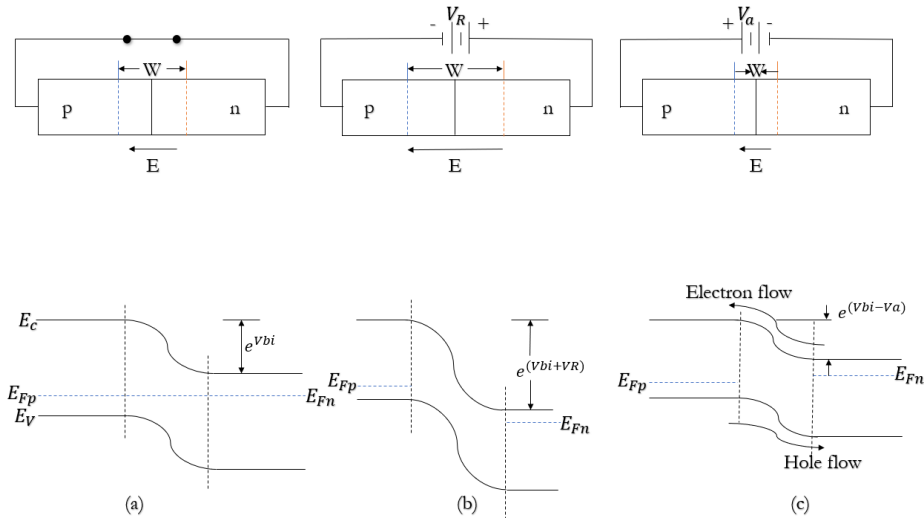 V_R
V_a
- +
+ -
W
W
W
p n
p n
p n
E
E
E
Electron flow
e^(Vbi−Va)
E_c
e^Vbi
e^(Vbi+VR)
E_Fp
E_Fn
E_Fp
E_Fn
E_Fp
E_Fn
E_V
Hole flow
(a)
(b)
(c)